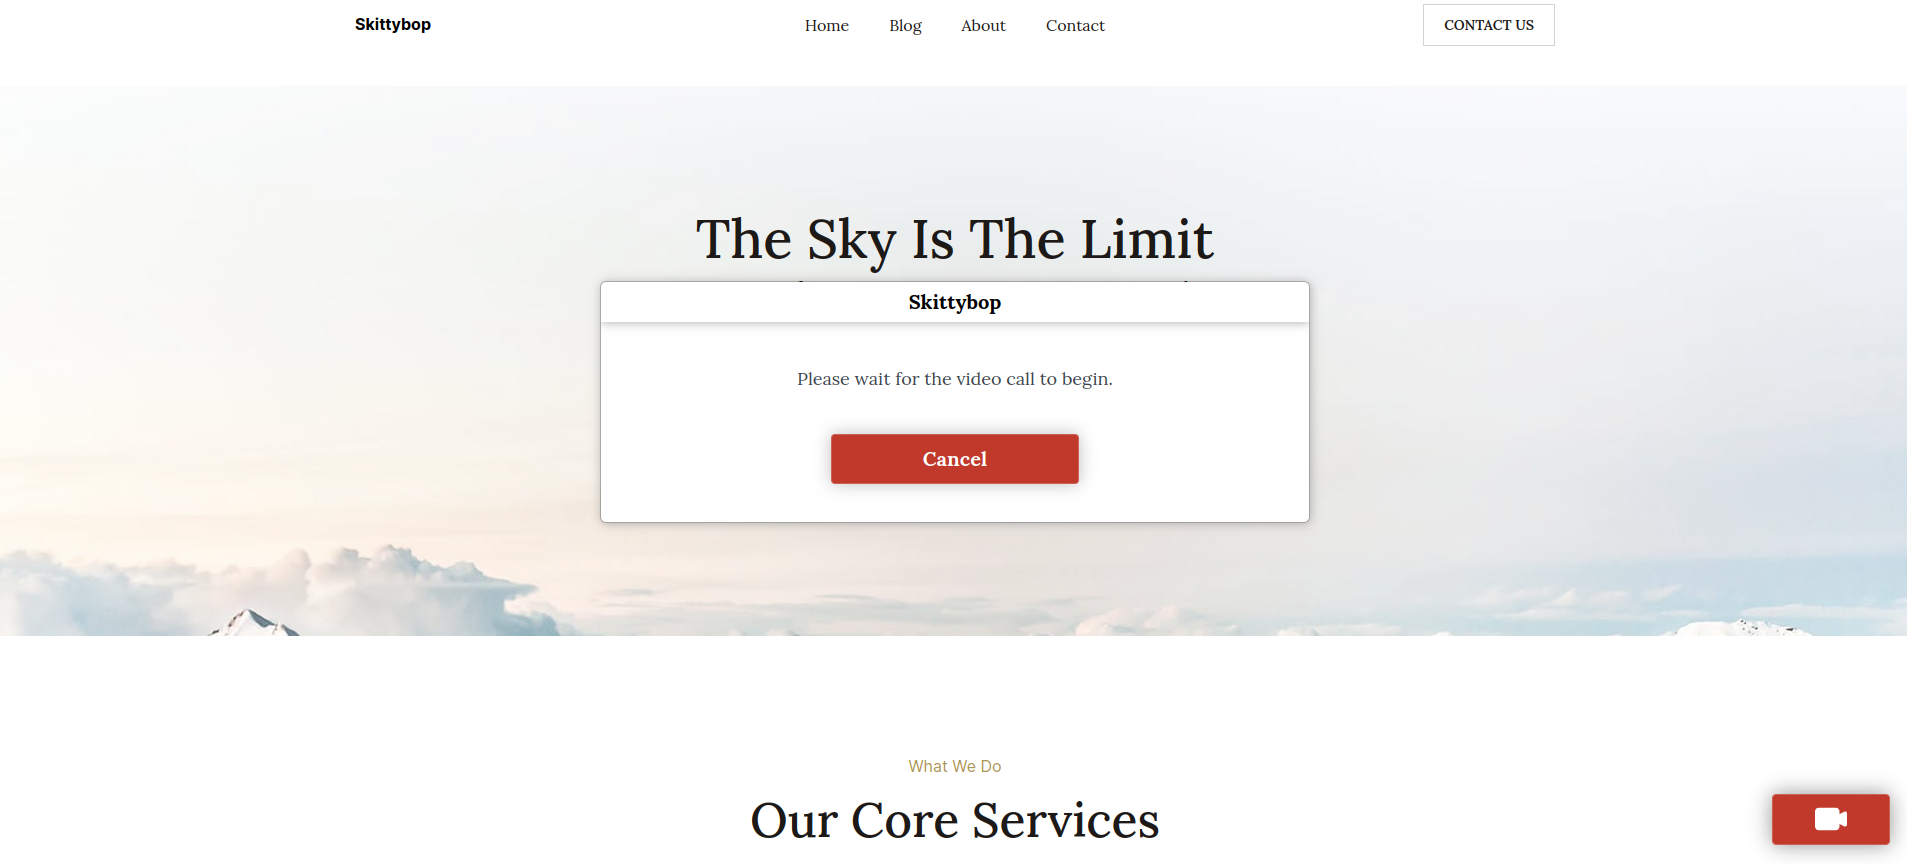 Skittybop
Home Blog About Contact
CONTACT US
The Sky Is The Limit
Skittybop
Please wait for the video call to begin.
Cancel
What We Do
Our Core Services